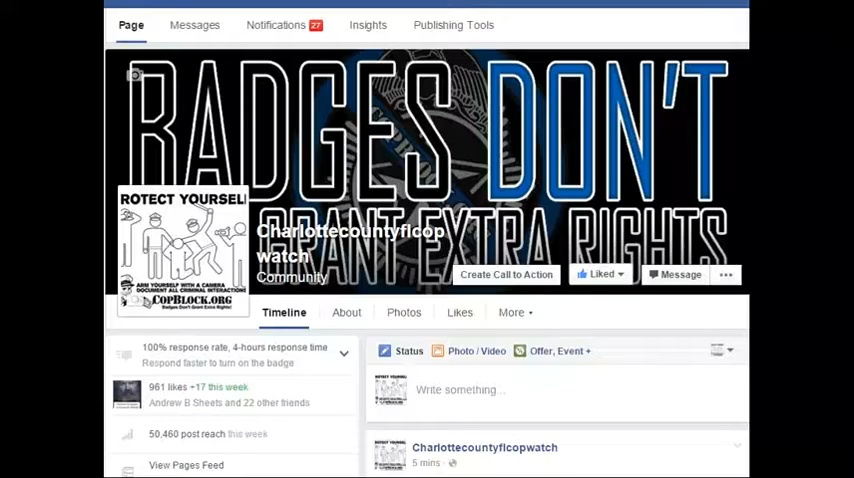 Page Messages Notifications 27 Insights Publishing Tools
BADGES DON'T
GRANT EXTRA RIGHTS
COPBLOCK
ROTECT YOURSEL
ARM YOURSELF WITH A CAMERA
DOCUMENT ALL CRIMINAL INTERACTIONS
COPBLOCK.ORG
Badges Don't Grant Extra Rights!
Charlottecountyflcop
watch
Community
Create Call to Action Liked Message
Timeline About Photos Likes More
100% response rate, 4-hours response time
Respond faster to turn on the badge
961 likes +17 this week
Andrew B Sheets and 22 other friends
50,460 post reach this week
View Pages Feed
Status Photo / Video Offer, Event +
Write something...
Charlottecountyflcopwatch
5 mins ·